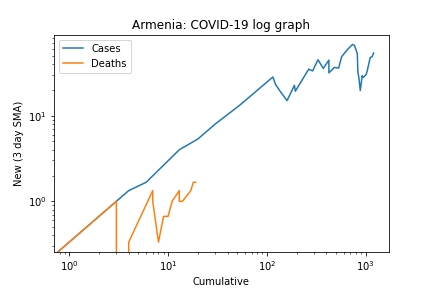 Armenia: COVID-19 log graph
Cases
Deaths
New (3 day SMA)
10¹
10⁰
10⁰
10¹
10²
10³
Cumulative